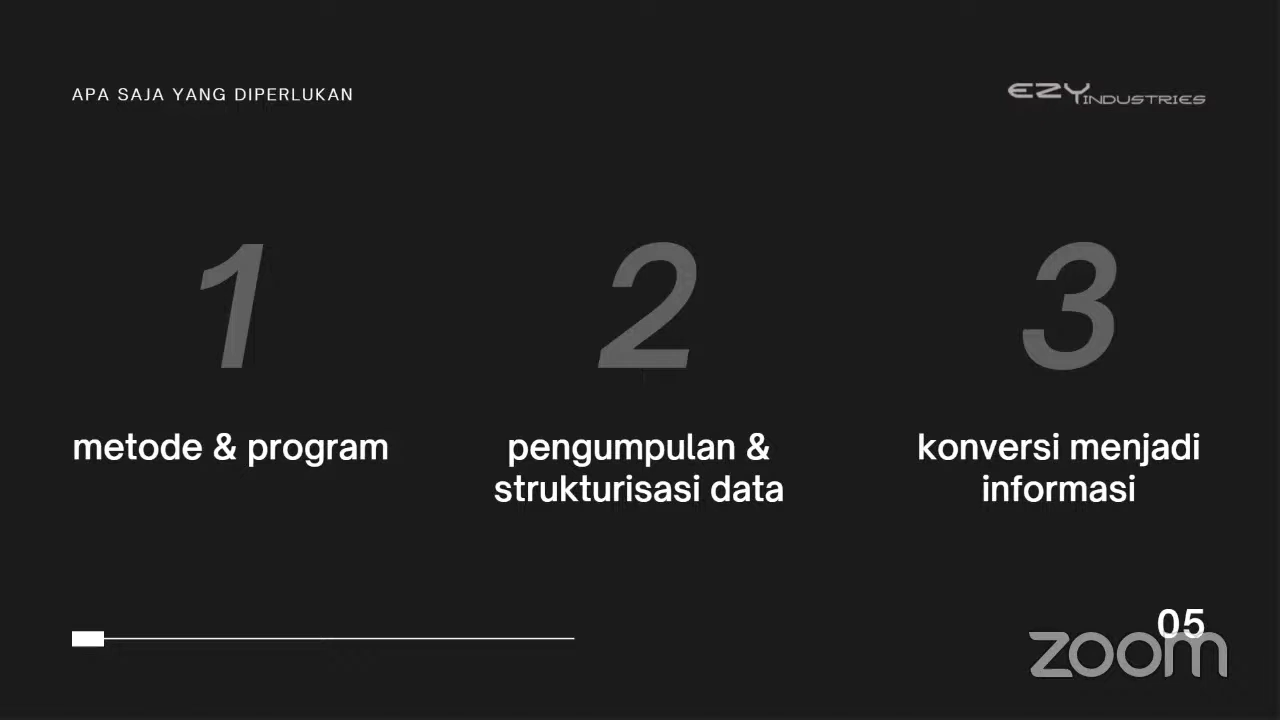 APA SAJA YANG DIPERLUKAN
EZY INDUSTRIES
1
metode & program
2
pengumpulan &
strukturisasi data
3
konversi menjadi
informasi
05
zoom